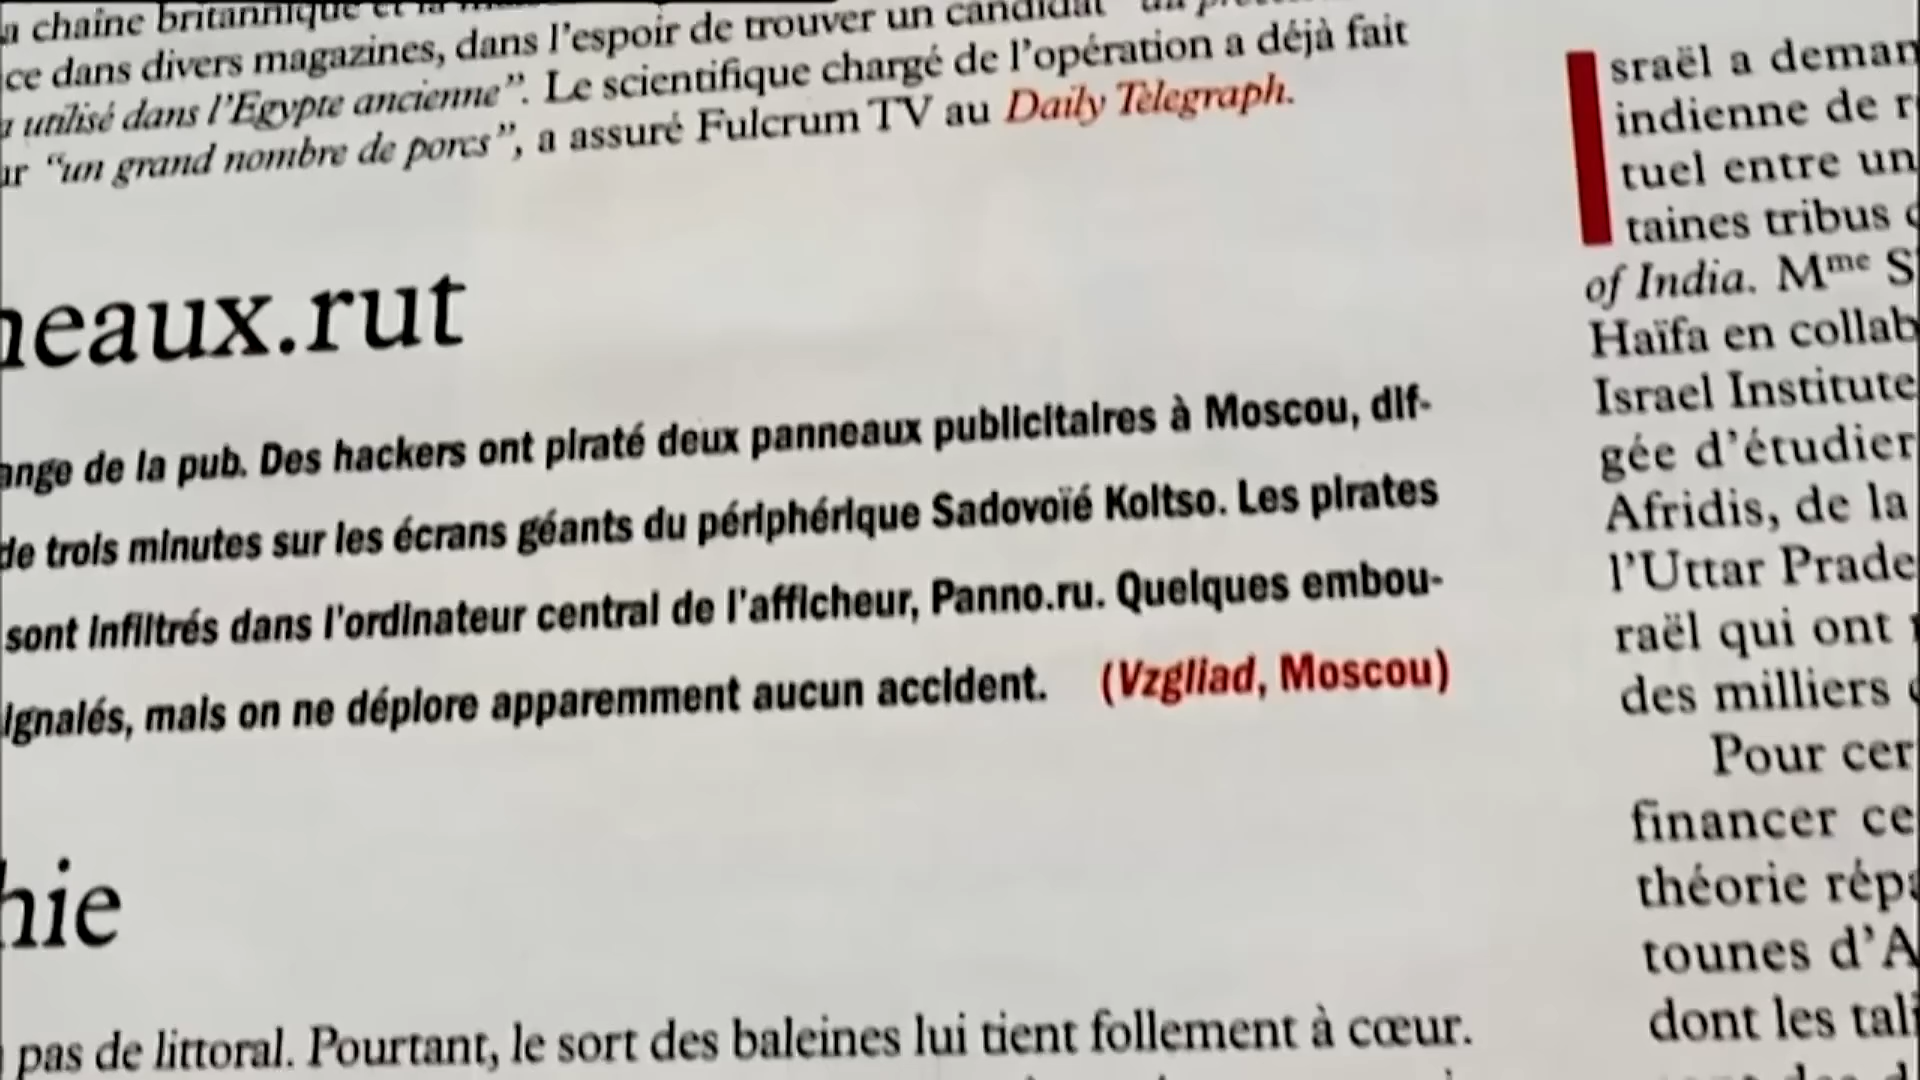 a chaîne britannique et la
ce dans divers magazines, dans l'espoir de trouver un candidat
utilisé dans l'Egypte ancienne". Le scientifique chargé de l'opération a déjà fait
ur "un grand nombre de porcs", a assuré Fulcrum TV au Daily Telegraph.
neaux.rut
ange de la pub. Des hackers ont piraté deux panneaux publicitaires à Moscou, dif-
de trois minutes sur les écrans géants du périphérique Sadovoïé Koltso. Les pirates
sont infiltrés dans l'ordinateur central de l'afficheur, Panno.ru. Quelques embou-
ignalés, mais on ne déplore apparemment aucun accident. (Vzgliad, Moscou)
hie
pas de littoral. Pourtant, le sort des baleines lui tient follement à cœur.
Israël a deman
indienne de r
tuel entre un
taines tribus
of India. Mme S
Haïfa en collab
Israel Institute
gée d'étudier
Afridis, de la
l'Uttar Prade
raël qui ont
des milliers
Pour cer
financer ce
théorie rép
tounes d'A
dont les tali